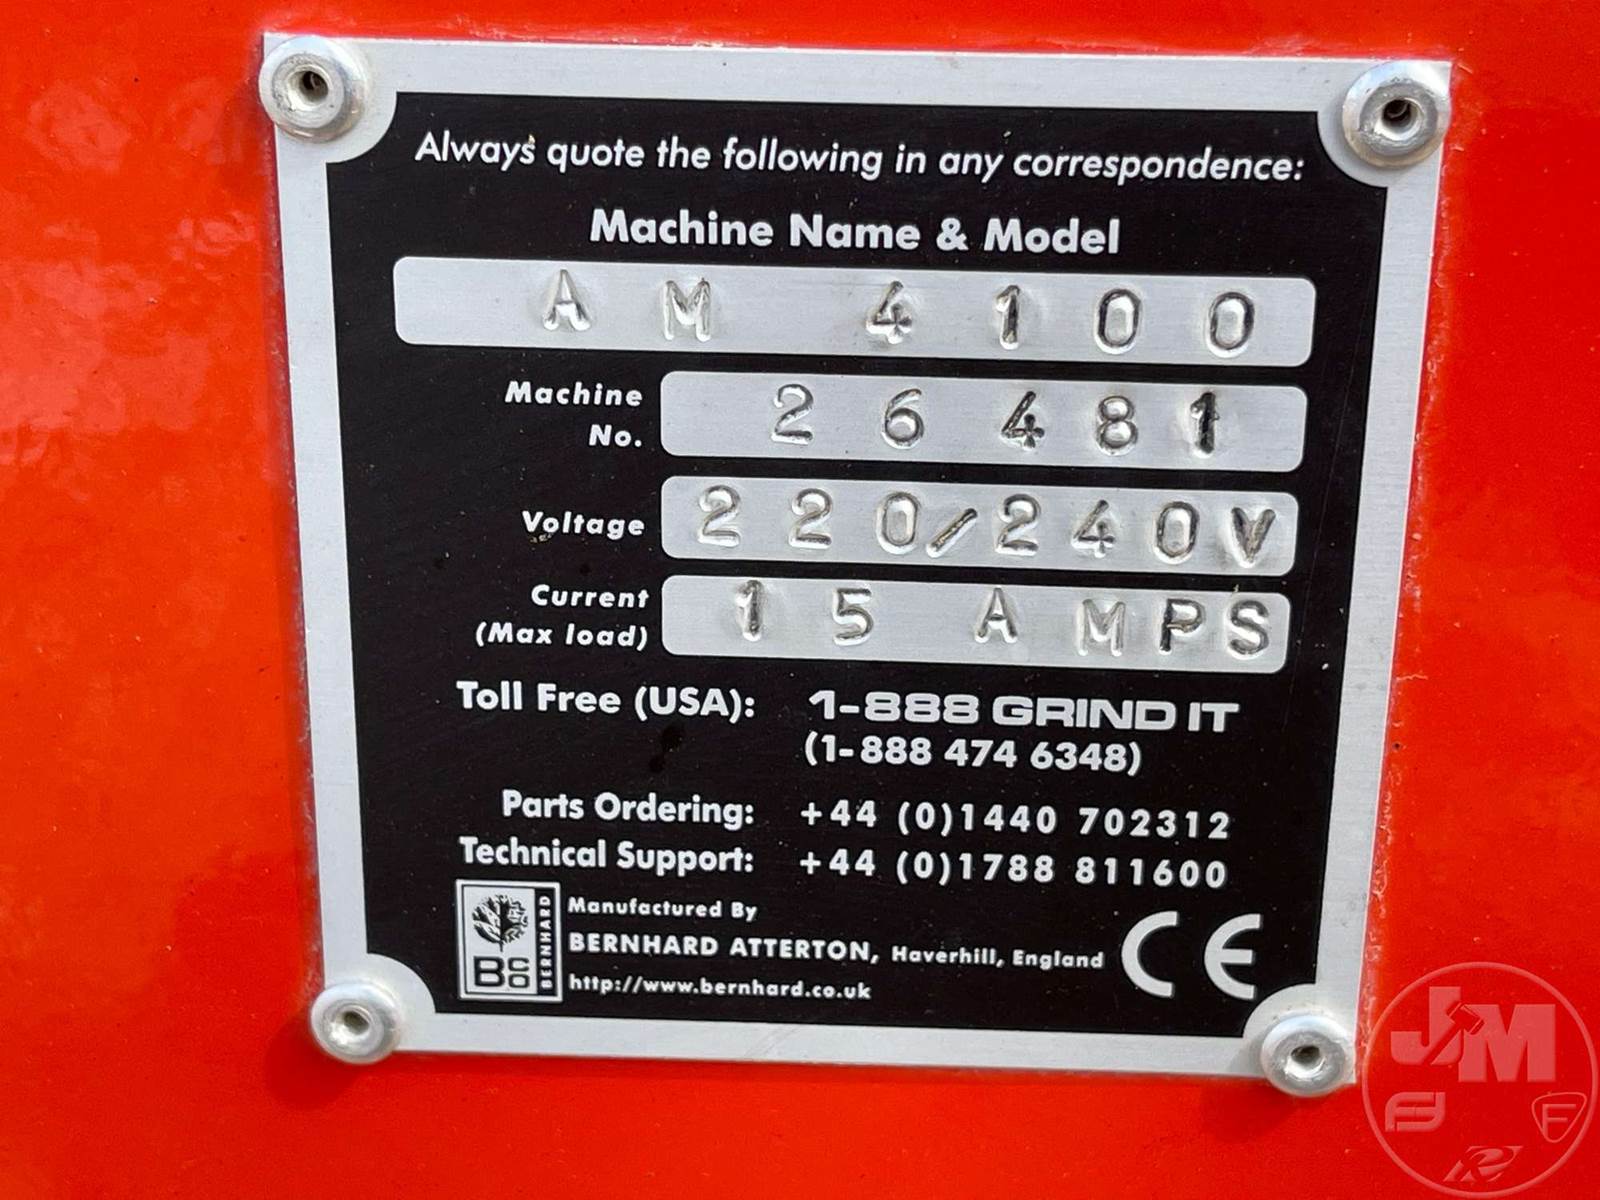 Always quote the following in any correspondence:
Machine Name & Model
AM 4100
Machine No. 26481
Voltage 220/240V
Current (Max load) 15 AMPS
Toll Free (USA): 1-888 GRIND IT
(1-888 474 6348)
Parts Ordering: +44 (0)1440 702312
Technical Support: +44 (0)1788 811600
Manufactured By
BERNHARD ATTERTON, Haverhill, England
http://www.bernhard.co.uk
BCO BERNHARD
CE
JM